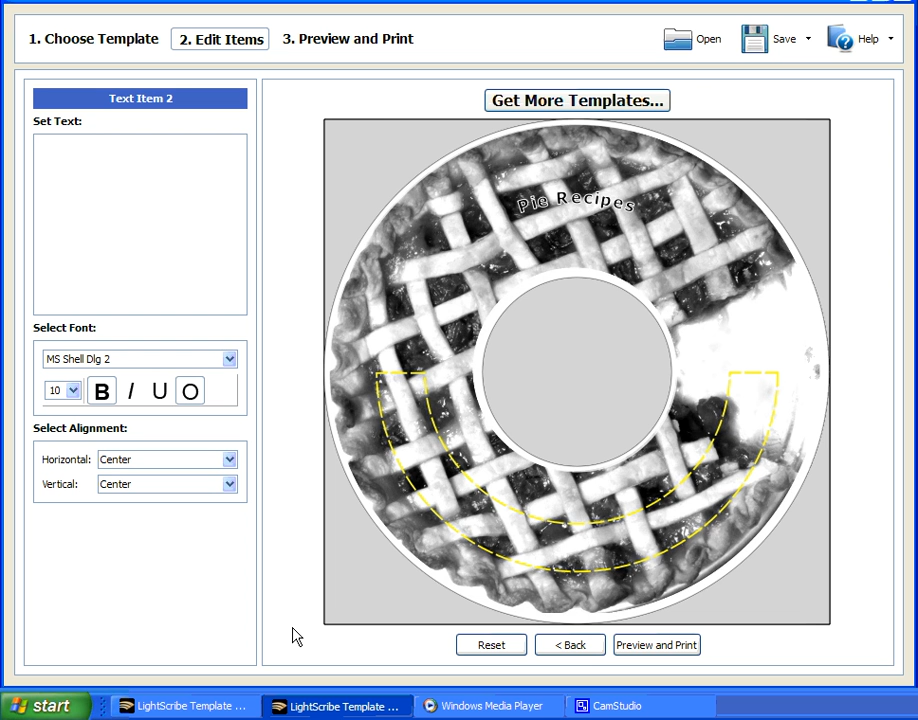 1. Choose Template 2. Edit Items 3. Preview and Print Open Save Help
Text Item 2
Get More Templates...
Set Text:
Pie Recipes
Select Font:
MS Shell Dlg 2
10 B I U O
Select Alignment:
Horizontal: Center
Vertical: Center
Reset < Back Preview and Print
start LightScribe Template ... LightScribe Template ... Windows Media Player CamStudio